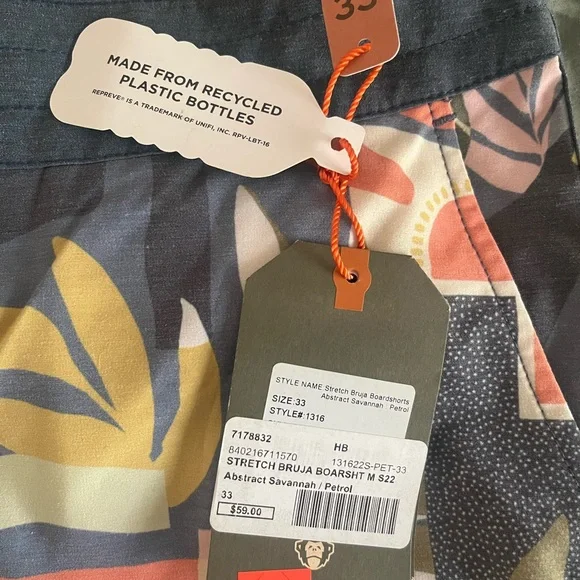 33
MADE FROM RECYCLED
PLASTIC BOTTLES
REPREVE® IS A TRADEMARK OF UNIFI, INC. RPV-LBT-16
STYLE NAME:Stretch Bruja Boardshorts
Abstract Savannah / Petrol
SIZE:33
STYLE#:1316
7178832 HB
840216711570 131622S-PET-33
STRETCH BRUJA BOARSHT M S22
Abstract Savannah / Petrol
33
$59.00